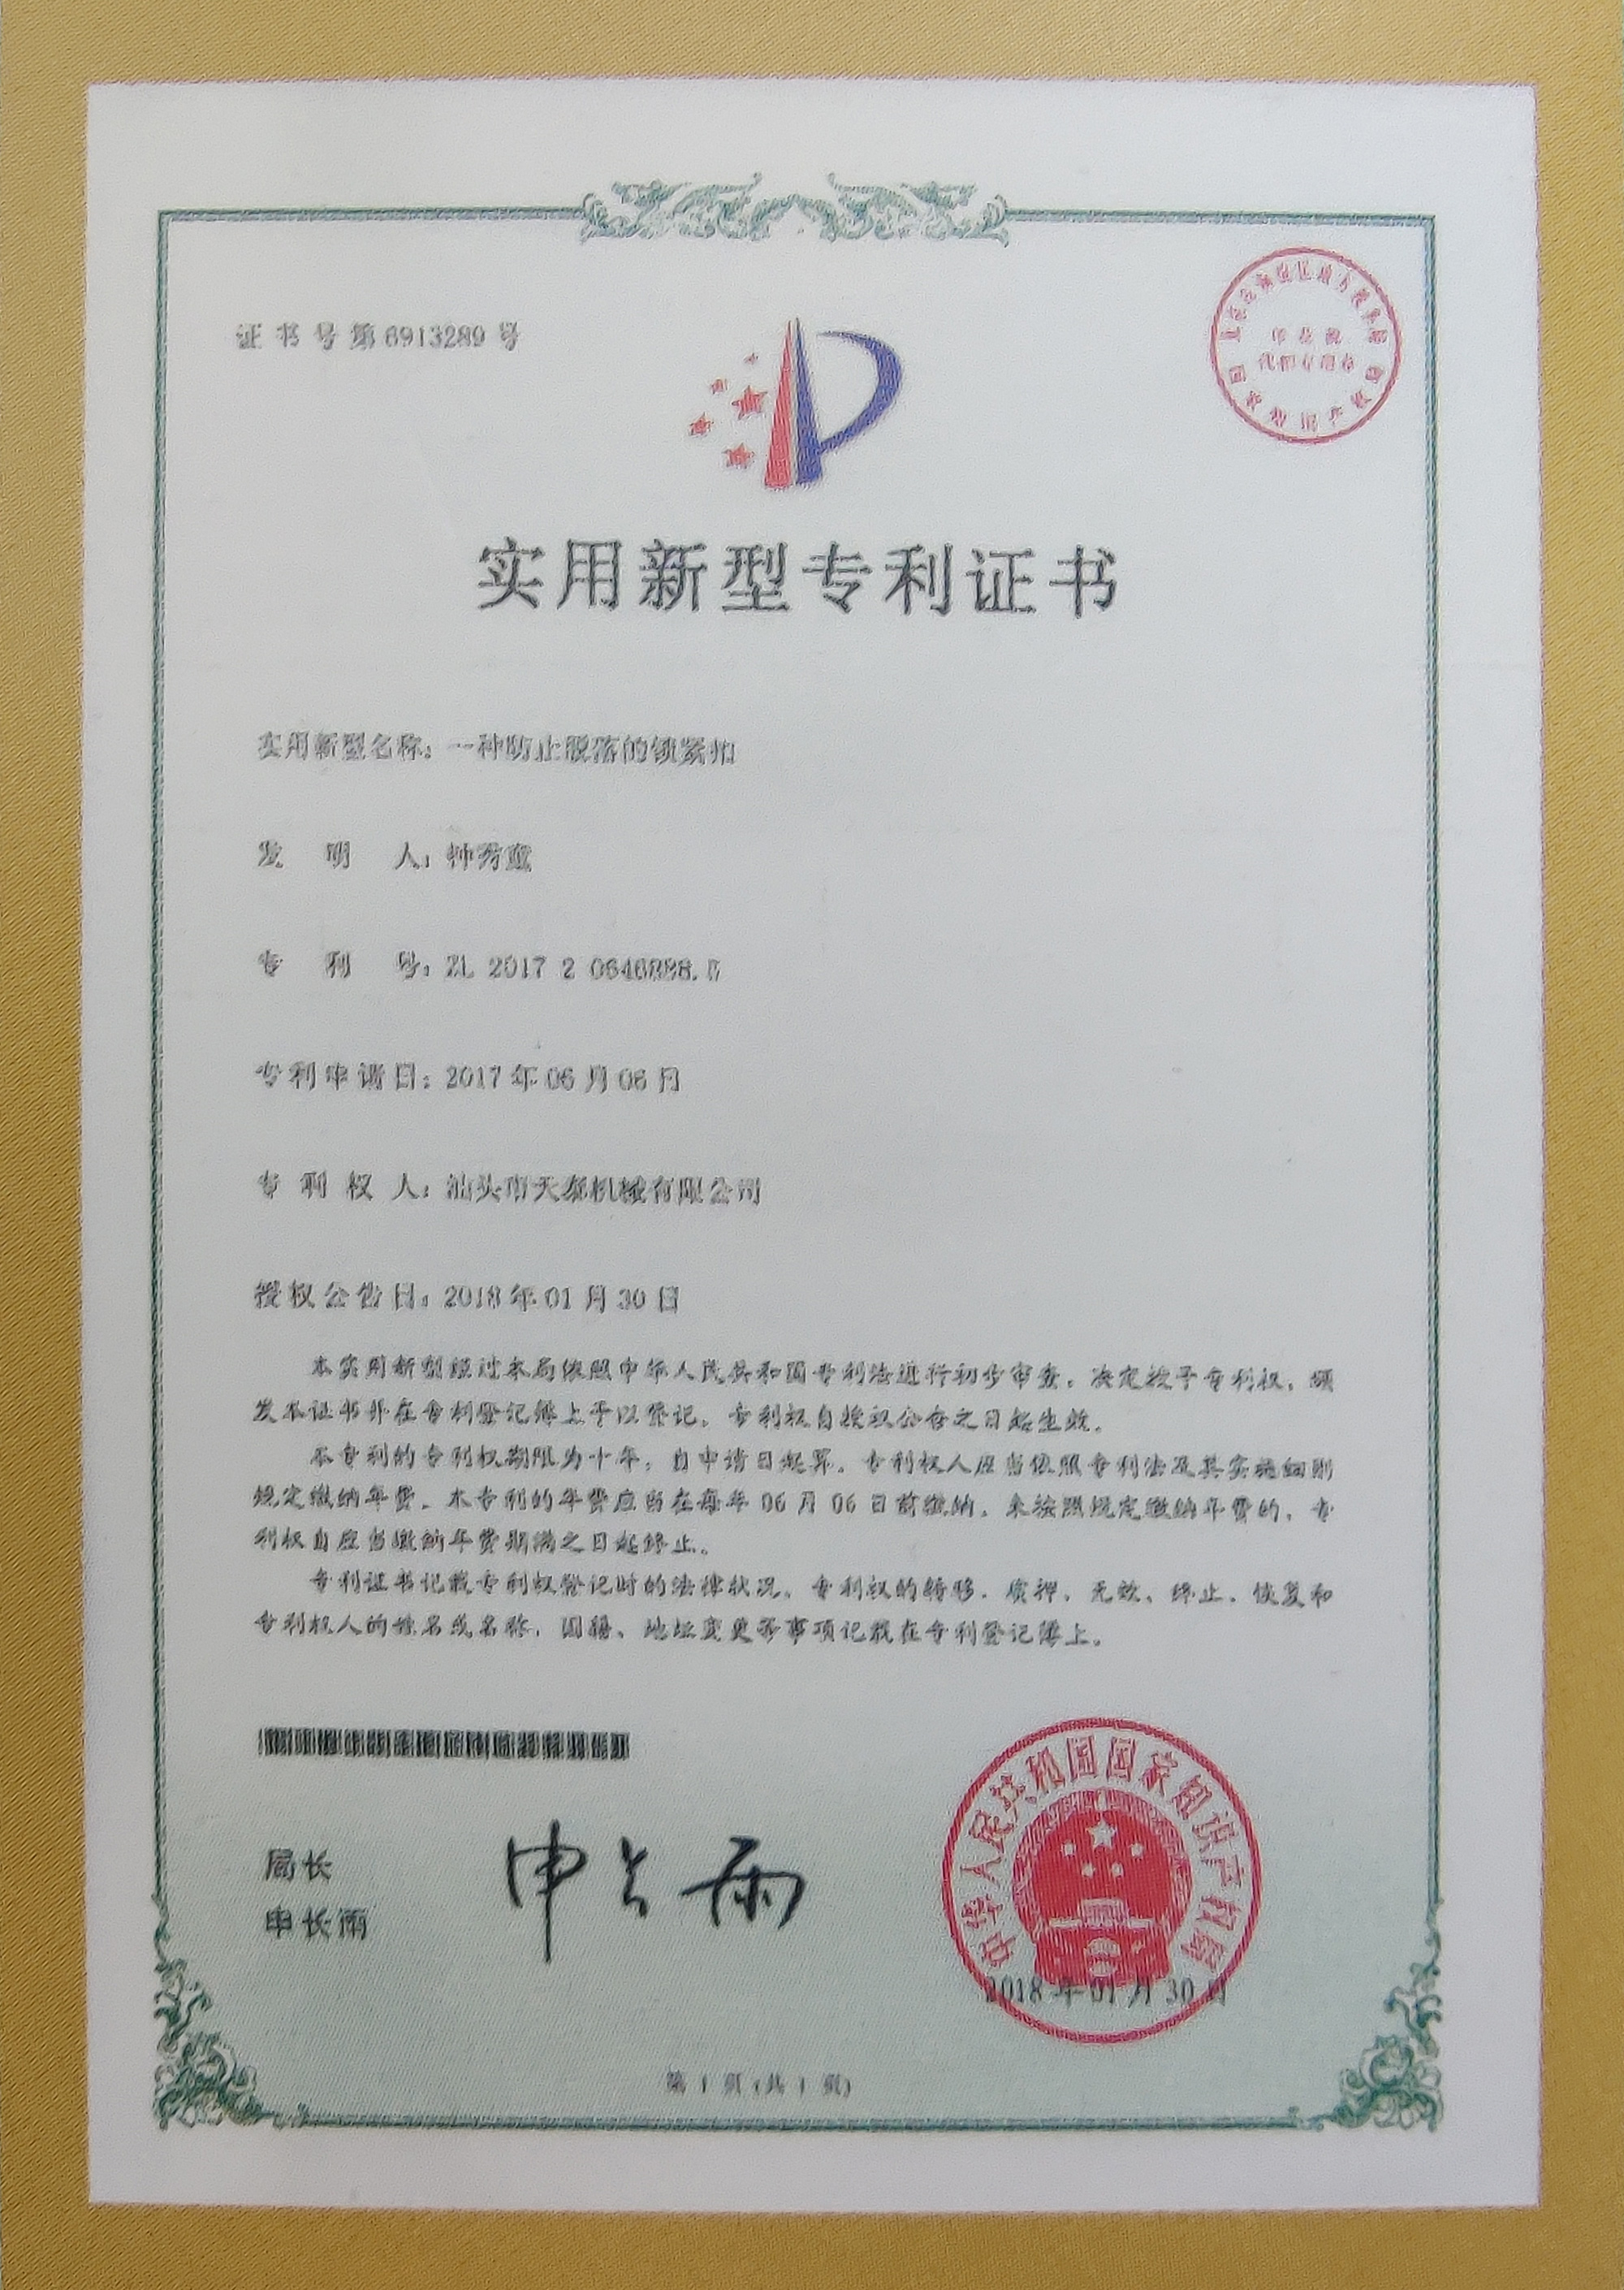 证书号第6913289号
实用新型专利证书
实用新型名称：一种防止脱落的锁紧扣
发明人：钟秀
专利号：ZL 2017 2
专利申请日：2017年06月06日
专利权人：汕头市天泰机械有限公司
授权公告日：2018年01月30日
本实用新型经过本局依照中华人民共和国专利法进行初步审查，决定授予专利权，颁
发本证书并在专利登记簿上予以登记。专利权自授权公告之日起生效。
本专利的专利权期限为十年，自申请日起算。专利权人应当依照专利法及其实施细则
规定缴纳年费。本专利的年费应当在每年06月06日前缴纳。未按照规定缴纳年费的，专
利权自应当缴纳年费期满之日起终止。
专利证书记载专利权登记时的法律状况。专利权的转移、质押、无效、终止、恢复和
专利权人的姓名或名称、国籍、地址变更等事项记载在专利登记簿上。
局长
申长雨
申长雨
中华人民共和国国家知识产权局
2018年01月30日
第1页(共1页)